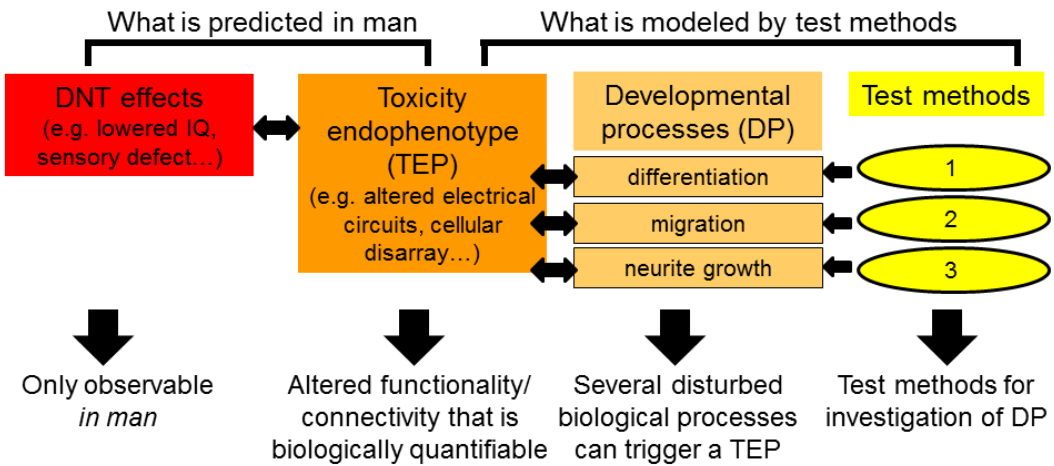 What is predicted in man
What is modeled by test methods
DNT effects
(e.g. lowered IQ,
sensory defect…)
Toxicity
endophenotype
(TEP)
(e.g. altered electrical
circuits, cellular
disarray…)
Developmental
processes (DP)
differentiation
migration
neurite growth
Test methods
1
2
3
Only observable
in man
Altered functionality/
connectivity that is
biologically quantifiable
Several disturbed
biological processes
can trigger a TEP
Test methods for
investigation of DP